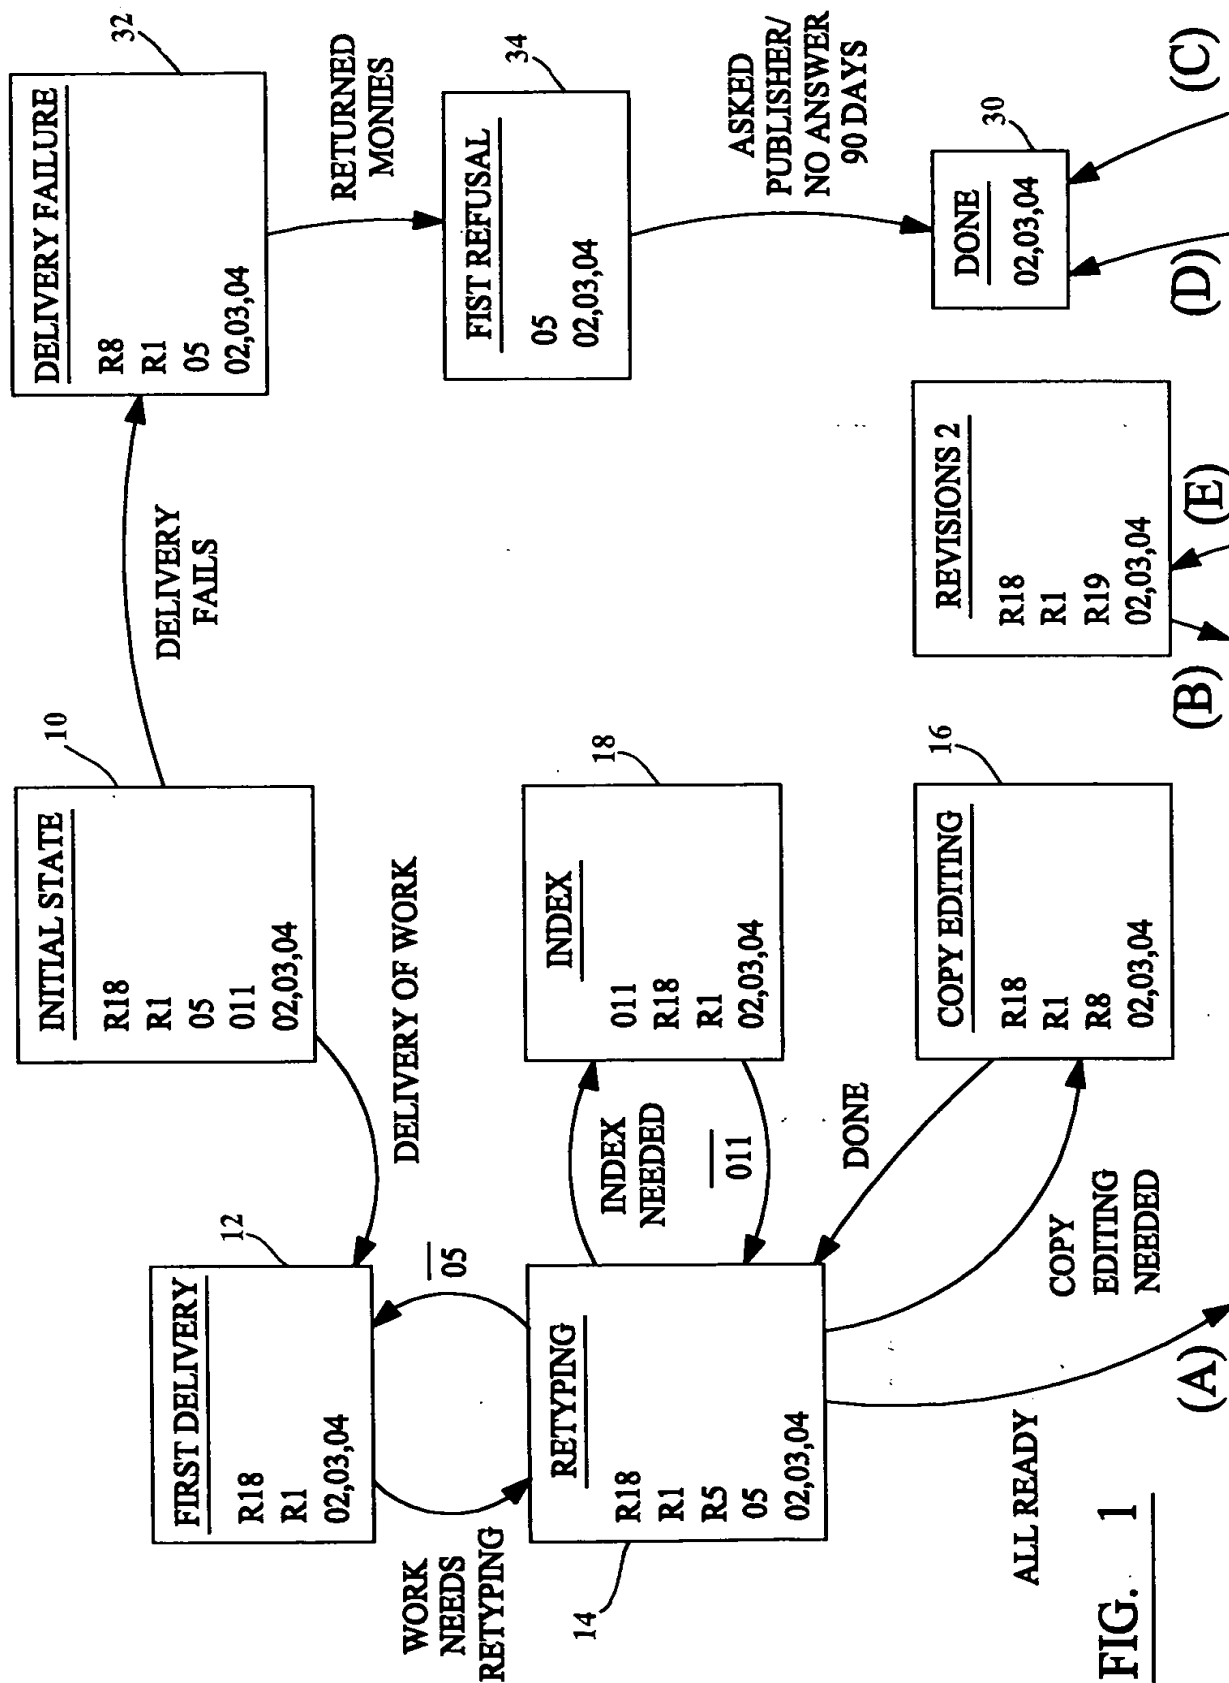 FIRST DELIVERY
R18
R1
02,03,04
12
INITIAL STATE
R18
R1
05
011
02,03,04
10
DELIVERY FAILURE
R8
R1
05
02,03,04
32
DELIVERY OF WORK
DELIVERY
FAILS
RETURNED
MONIES
WORK
NEEDS
RETYPING
05
RETYPING
R18
R1
R5
05
02,03,04
14
INDEX
NEEDED
011
INDEX
011
R18
R1
02,03,04
18
FIST REFUSAL
05
02,03,04
34
ASKED
PUBLISHER/
NO ANSWER
90 DAYS
DONE
COPY
EDITING
NEEDED
COPY EDITING
R18
R1
R8
02,03,04
16
REVISIONS 2
R18
R1
R19
02,03,04
DONE
02,03,04
30
ALL READY
(A)
(B)
(E)
(D)
(C)
FIG. 1